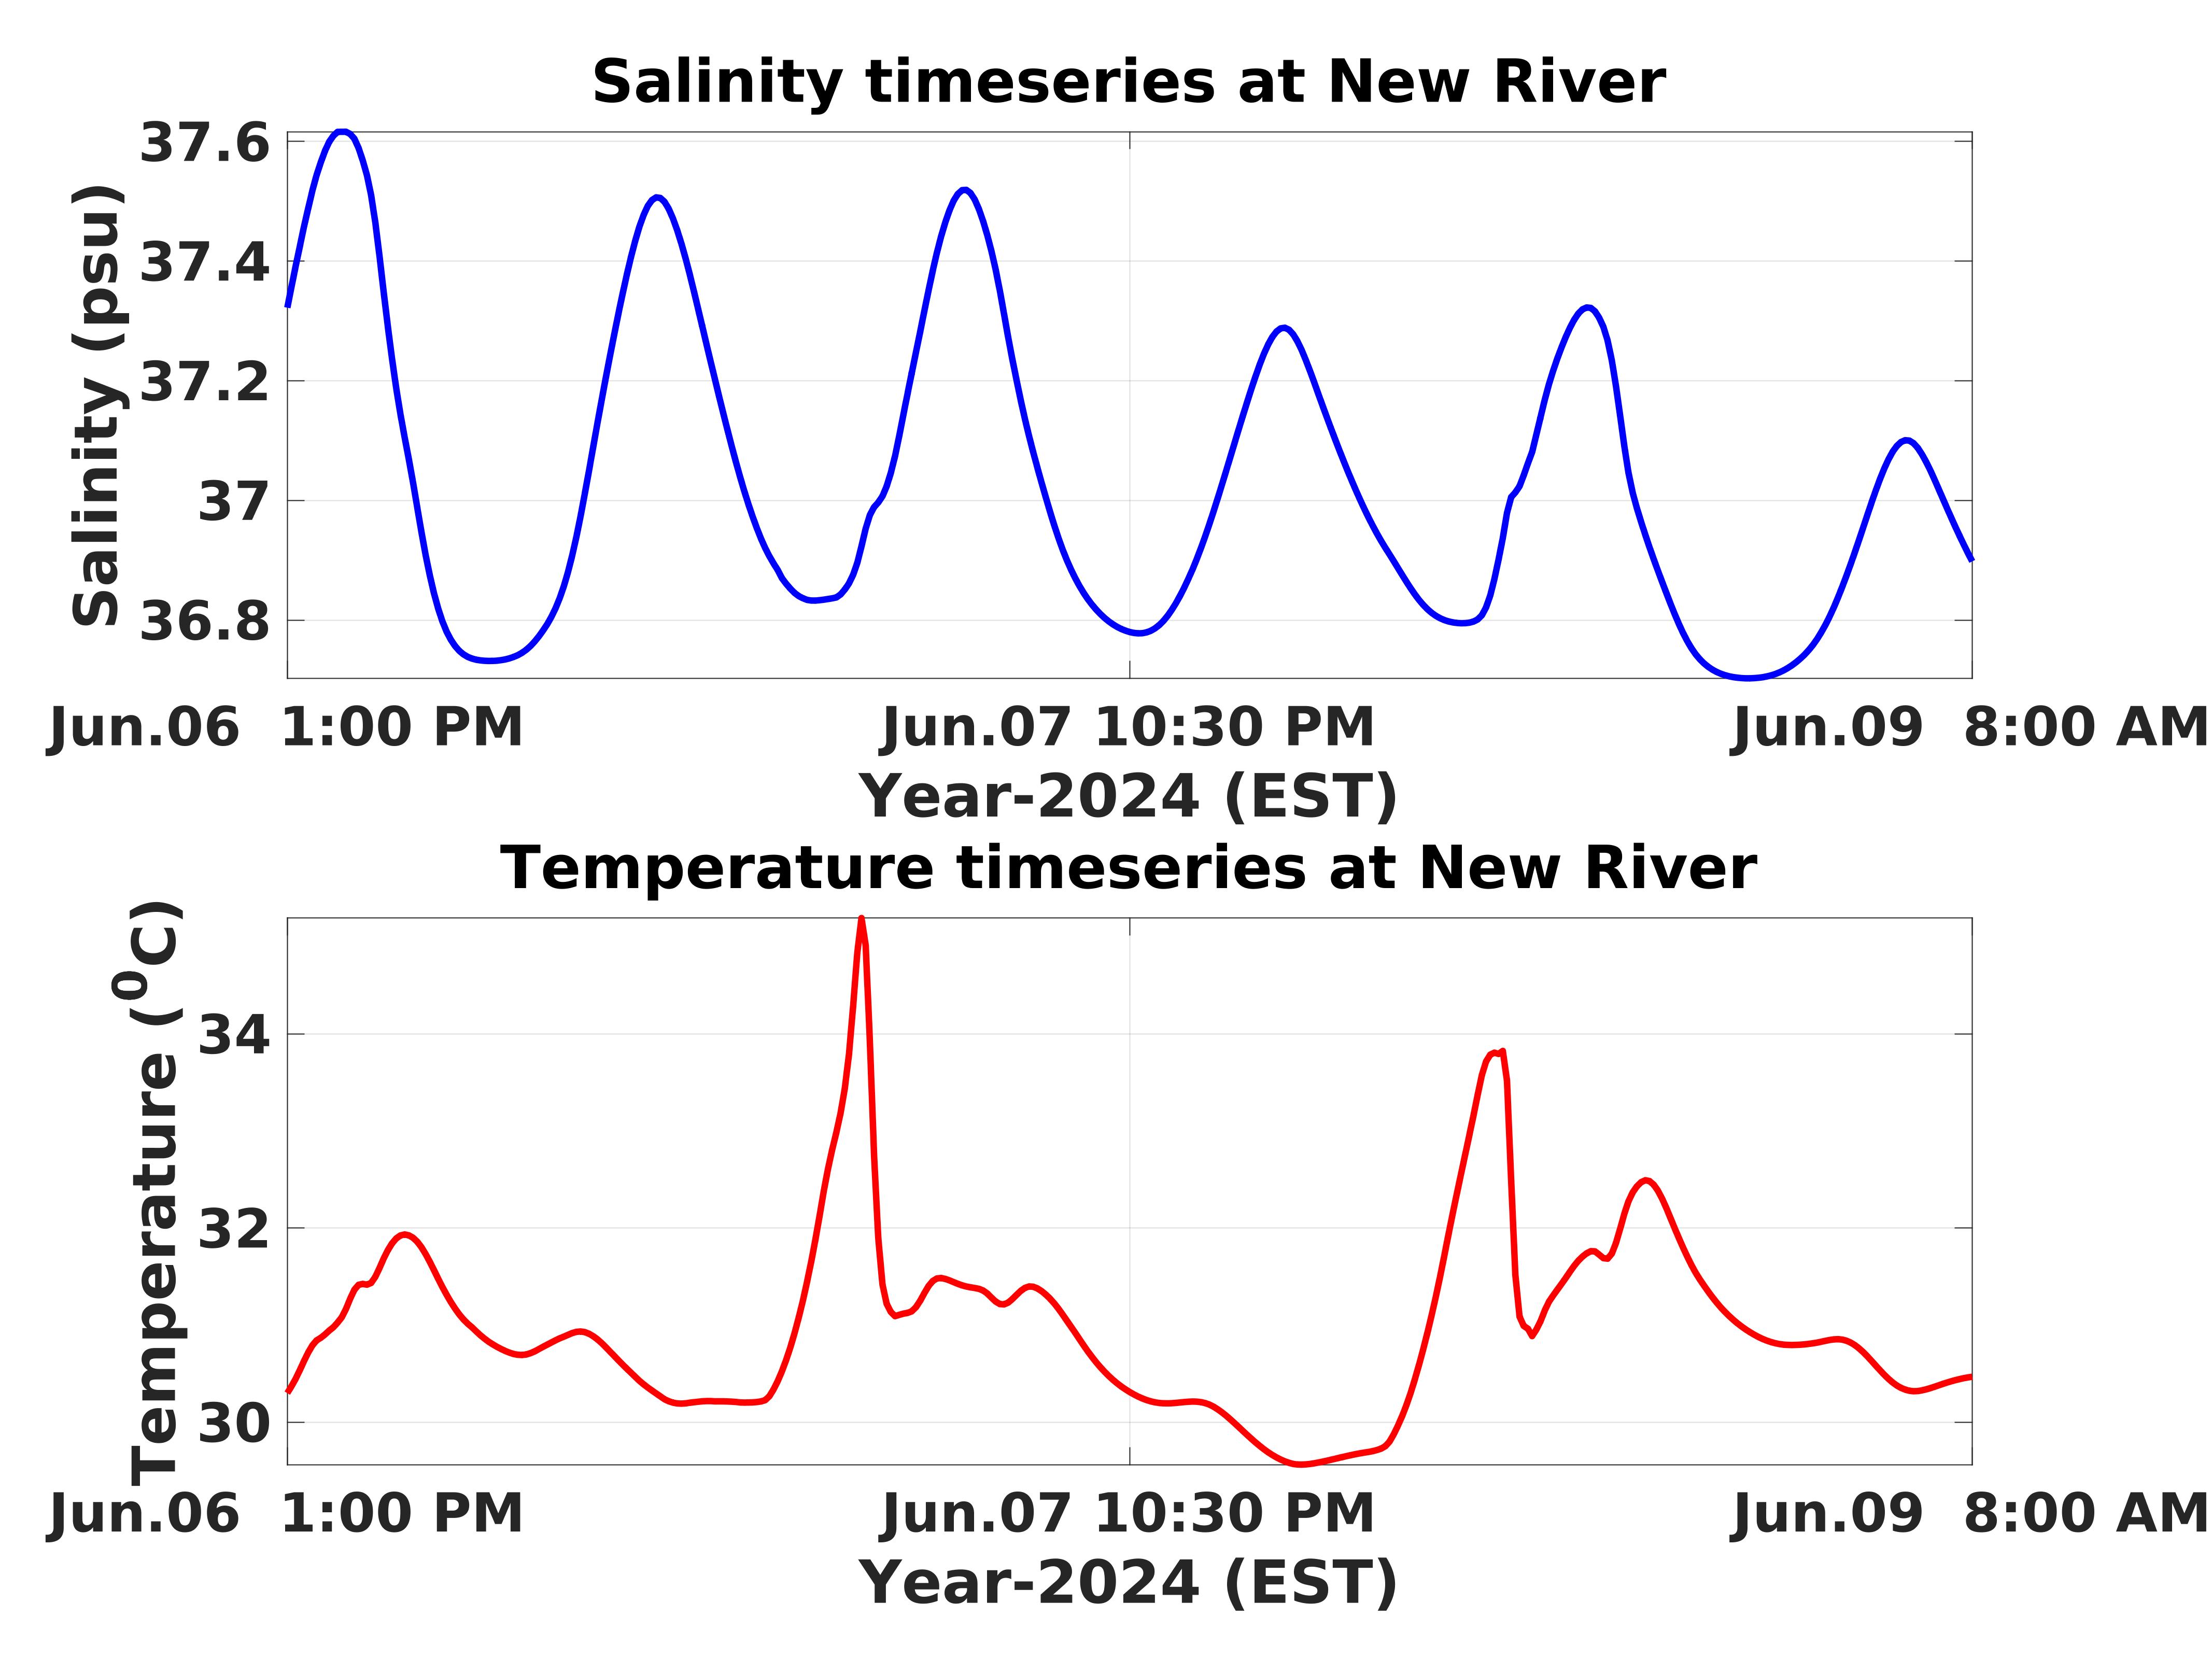 Salinity timeseries at New River
Salinity (psu)
37.6
37.4
37.2
37
36.8
Jun.06 1:00 PM Jun.07 10:30 PM Jun.09 8:00 AM
Year-2024 (EST)
Temperature timeseries at New River
Temperature (⁰C)
34
32
30
Jun.06 1:00 PM Jun.07 10:30 PM Jun.09 8:00 AM
Year-2024 (EST)